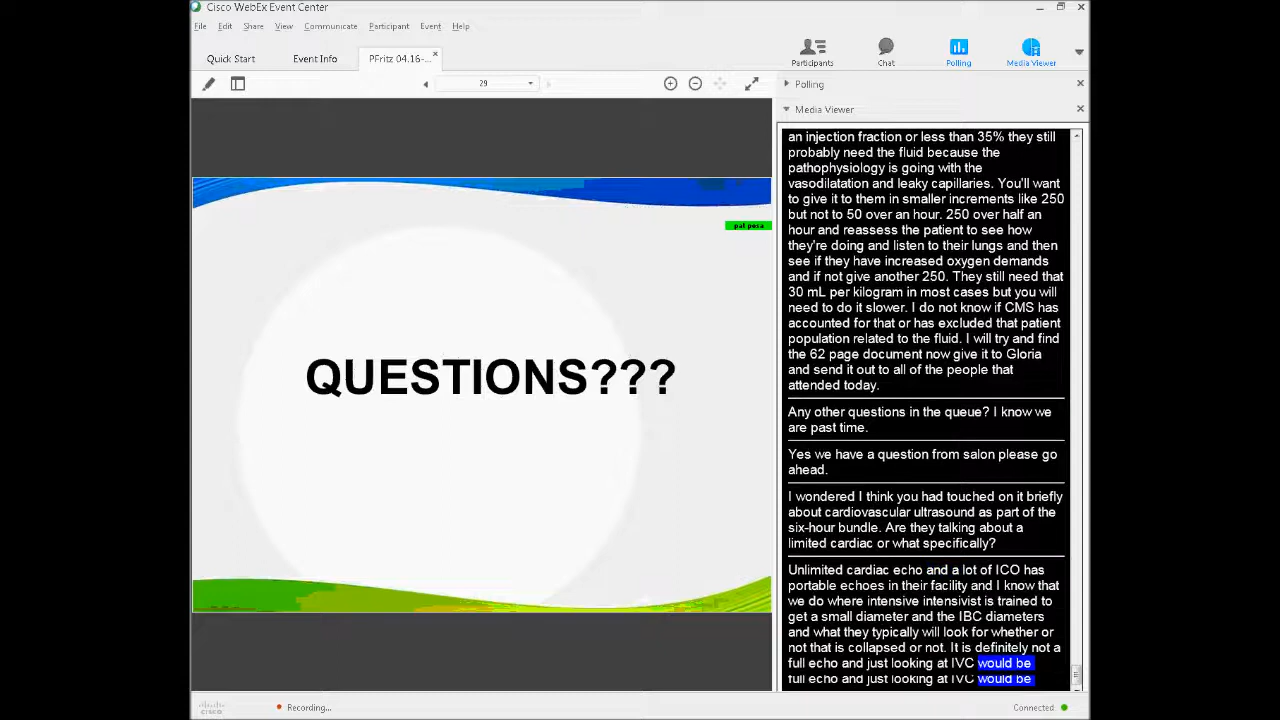 Cisco WebEx Event Center
File Edit Share View Communicate Participant Event Help
Quick Start Event Info PFritz 04.16-...
Participants Chat Polling Media Viewer
29
Polling
Media Viewer
pat posa
QUESTIONS???
an injection fraction or less than 35% they still
probably need the fluid because the
pathophysiology is going with the
vasodilatation and leaky capillaries. You'll want
to give it to them in smaller increments like 250
but not to 50 over an hour. 250 over half an
hour and reassess the patient to see how
they're doing and listen to their lungs and then
see if they have increased oxygen demands
and if not give another 250. They still need that
30 mL per kilogram in most cases but you will
need to do it slower. I do not know if CMS has
accounted for that or has excluded that patient
population related to the fluid. I will try and find
the 62 page document now give it to Gloria
and send it out to all of the people that
attended today.
Any other questions in the queue? I know we
are past time.
Yes we have a question from salon please go
ahead.
I wondered I think you had touched on it briefly
about cardiovascular ultrasound as part of the
six-hour bundle. Are they talking about a
limited cardiac or what specifically?
Unlimited cardiac echo and a lot of ICO has
portable echoes in their facility and I know that
we do where intensive intensivist is trained to
get a small diameter and the IBC diameters
and what they typically will look for whether or
not that is collapsed or not. It is definitely not a
full echo and just looking at IVC would be
full echo and just looking at IVC would be
cisco
Recording...
Connected